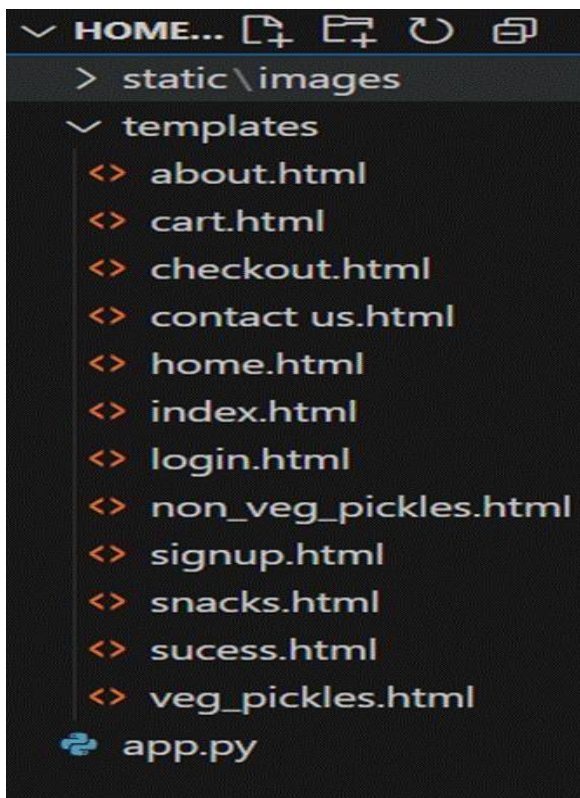 HOME...
static\images
templates
about.html
cart.html
checkout.html
contact us.html
home.html
index.html
login.html
non_veg_pickles.html
signup.html
snacks.html
sucess.html
veg_pickles.html
app.py